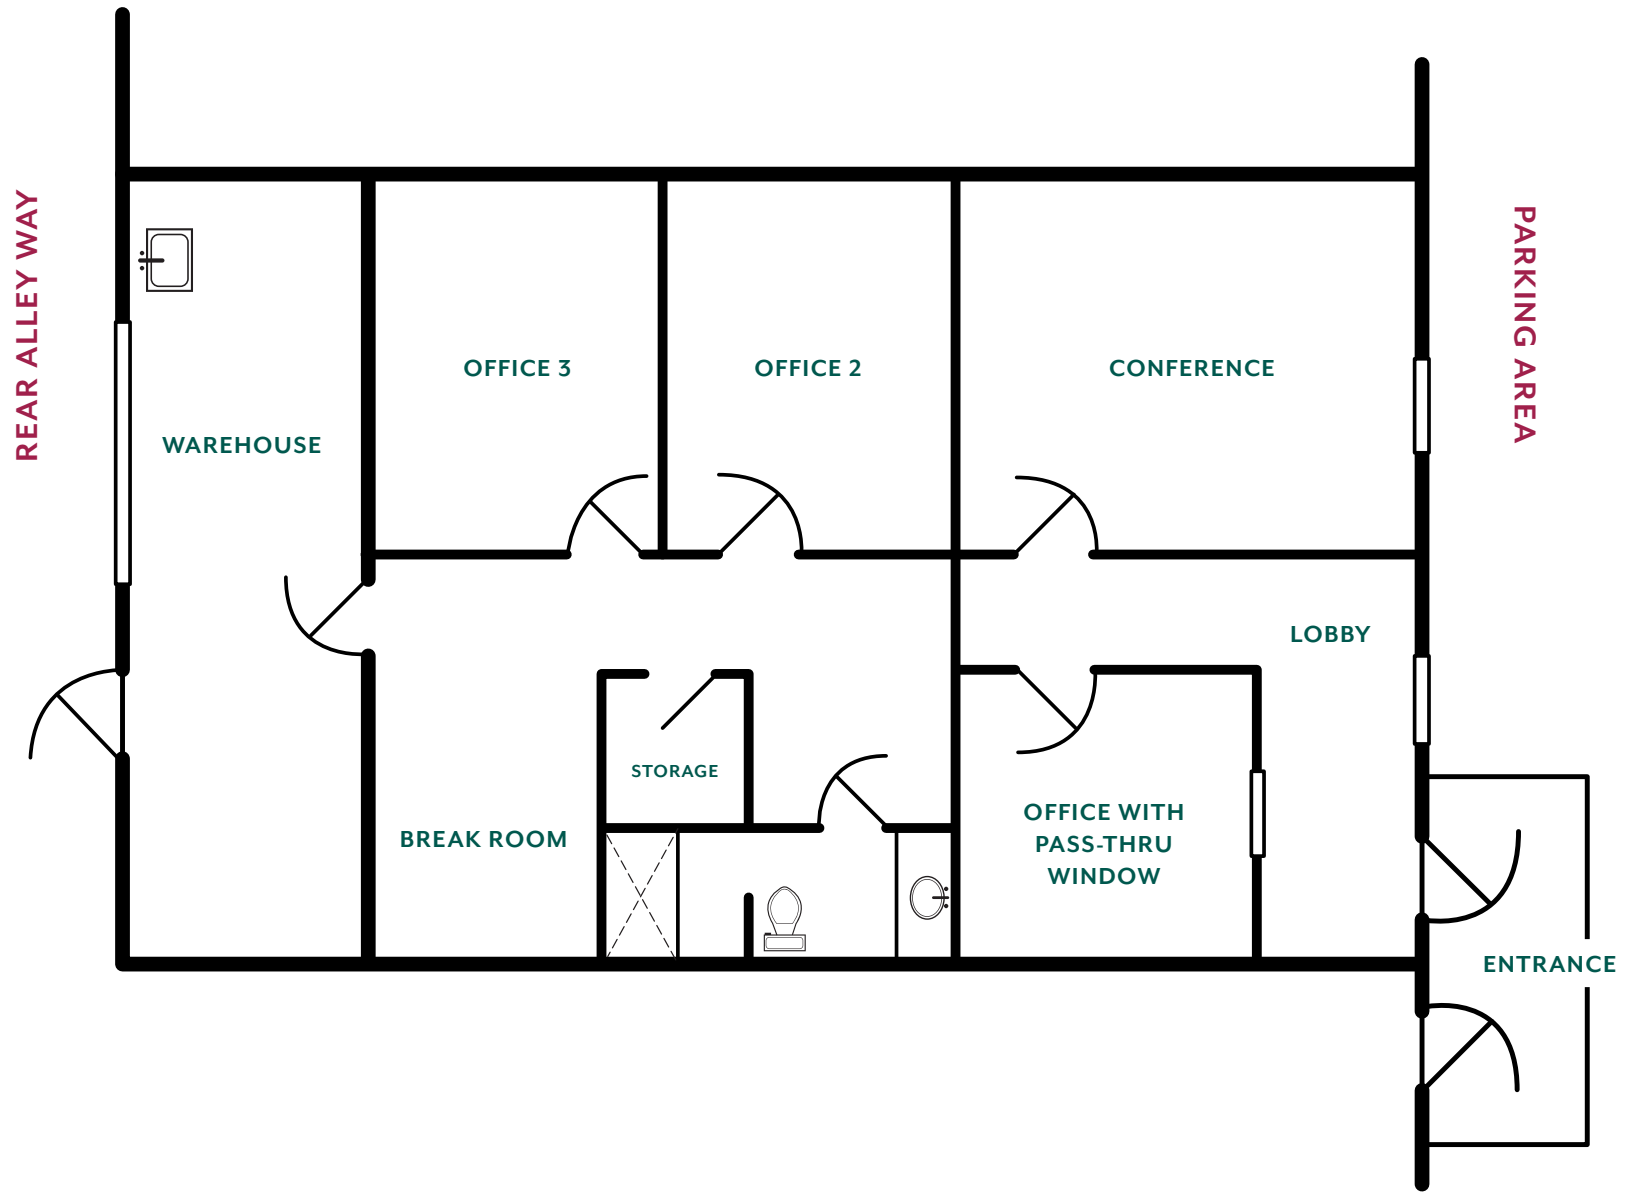 REAR ALLEY WAY
WAREHOUSE
OFFICE 3
OFFICE 2
CONFERENCE
PARKING AREA
LOBBY
STORAGE
BREAK ROOM
OFFICE WITH
PASS-THRU
WINDOW
ENTRANCE